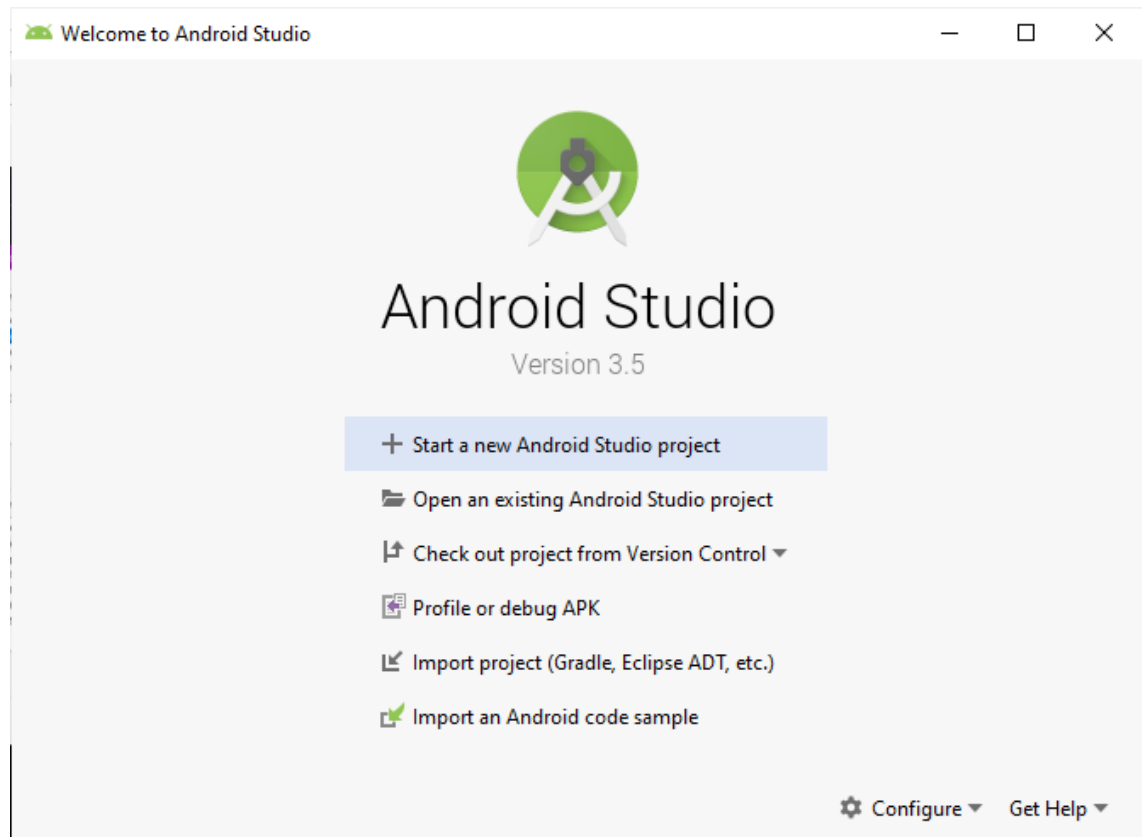 Welcome to Android Studio
Android Studio
Version 3.5
Start a new Android Studio project
Open an existing Android Studio project
Check out project from Version Control
Profile or debug APK
Import project (Gradle, Eclipse ADT, etc.)
Import an Android code sample
Configure Get Help